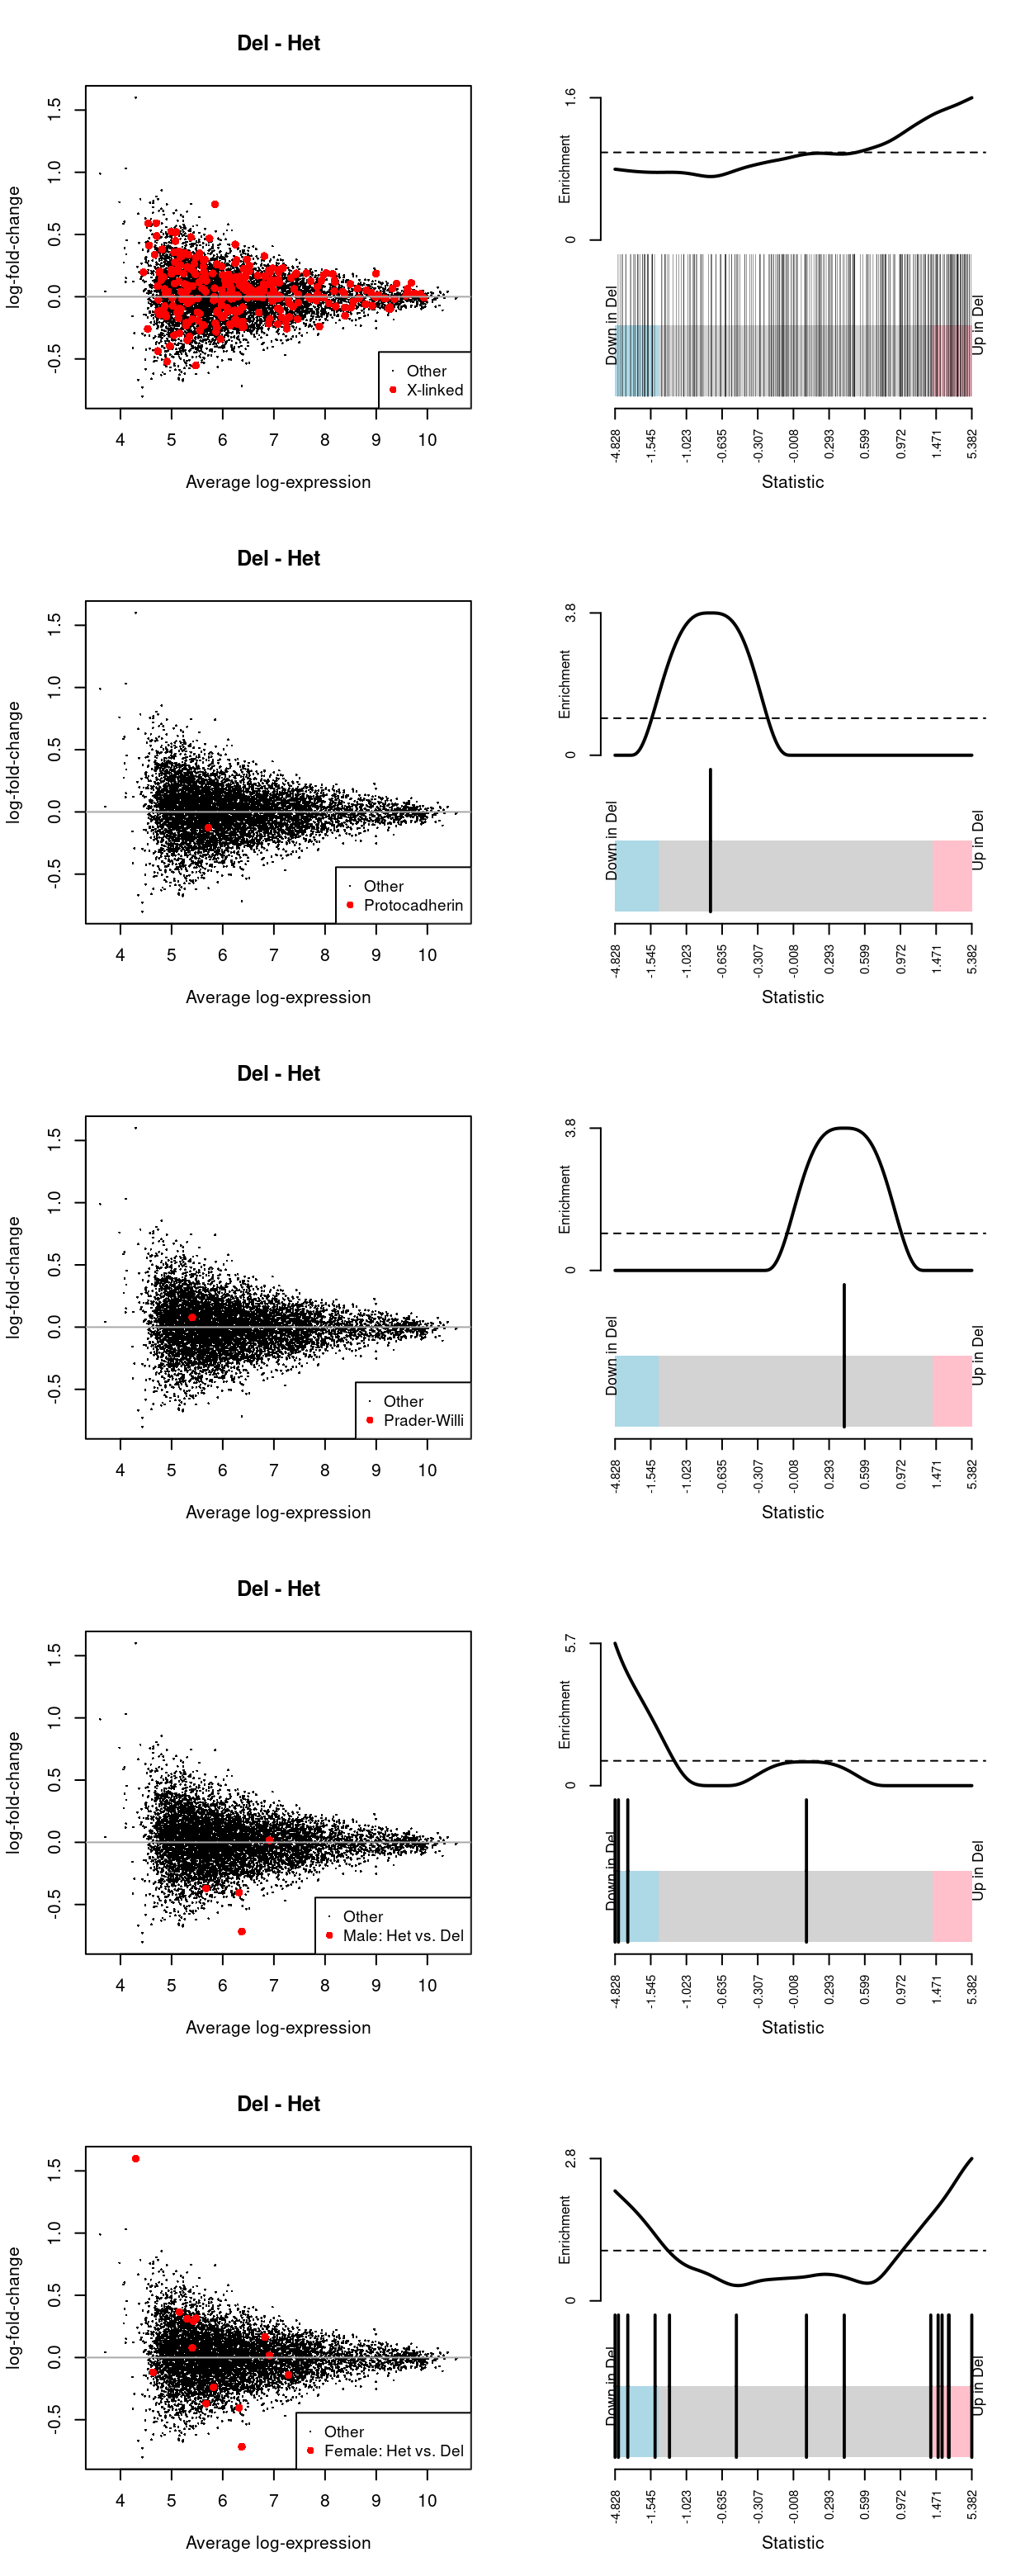 Del - Het
log-fold-change
1.5
1.0
0.5
0.0
-0.5
Other
X-linked
4 5 6 7 8 9 10
Average log-expression
1.6
Enrichment
0
Down in Del
Up in Del
-4.828 -1.545 -1.023 -0.635 -0.307 -0.008 0.293 0.599 0.972 1.471 5.382
Statistic
Del - Het
log-fold-change
1.5
1.0
0.5
0.0
-0.5
Other
Protocadherin
4 5 6 7 8 9 10
Average log-expression
3.8
Enrichment
0
Down in Del
Up in Del
-4.828 -1.545 -1.023 -0.635 -0.307 -0.008 0.293 0.599 0.972 1.471 5.382
Statistic
Del - Het
log-fold-change
1.5
1.0
0.5
0.0
-0.5
Other
Prader-Willi
4 5 6 7 8 9 10
Average log-expression
3.8
Enrichment
0
Down in Del
Up in Del
-4.828 -1.545 -1.023 -0.635 -0.307 -0.008 0.293 0.599 0.972 1.471 5.382
Statistic
Del - Het
log-fold-change
1.5
1.0
0.5
0.0
-0.5
Other
Male: Het vs. Del
4 5 6 7 8 9 10
Average log-expression
5.7
Enrichment
0
Down in Del
Up in Del
-4.828 -1.545 -1.023 -0.635 -0.307 -0.008 0.293 0.599 0.972 1.471 5.382
Statistic
Del - Het
log-fold-change
1.5
1.0
0.5
0.0
-0.5
Other
Female: Het vs. Del
4 5 6 7 8 9 10
Average log-expression
2.8
Enrichment
0
Down in Del
Up in Del
-4.828 -1.545 -1.023 -0.635 -0.307 -0.008 0.293 0.599 0.972 1.471 5.382
Statistic